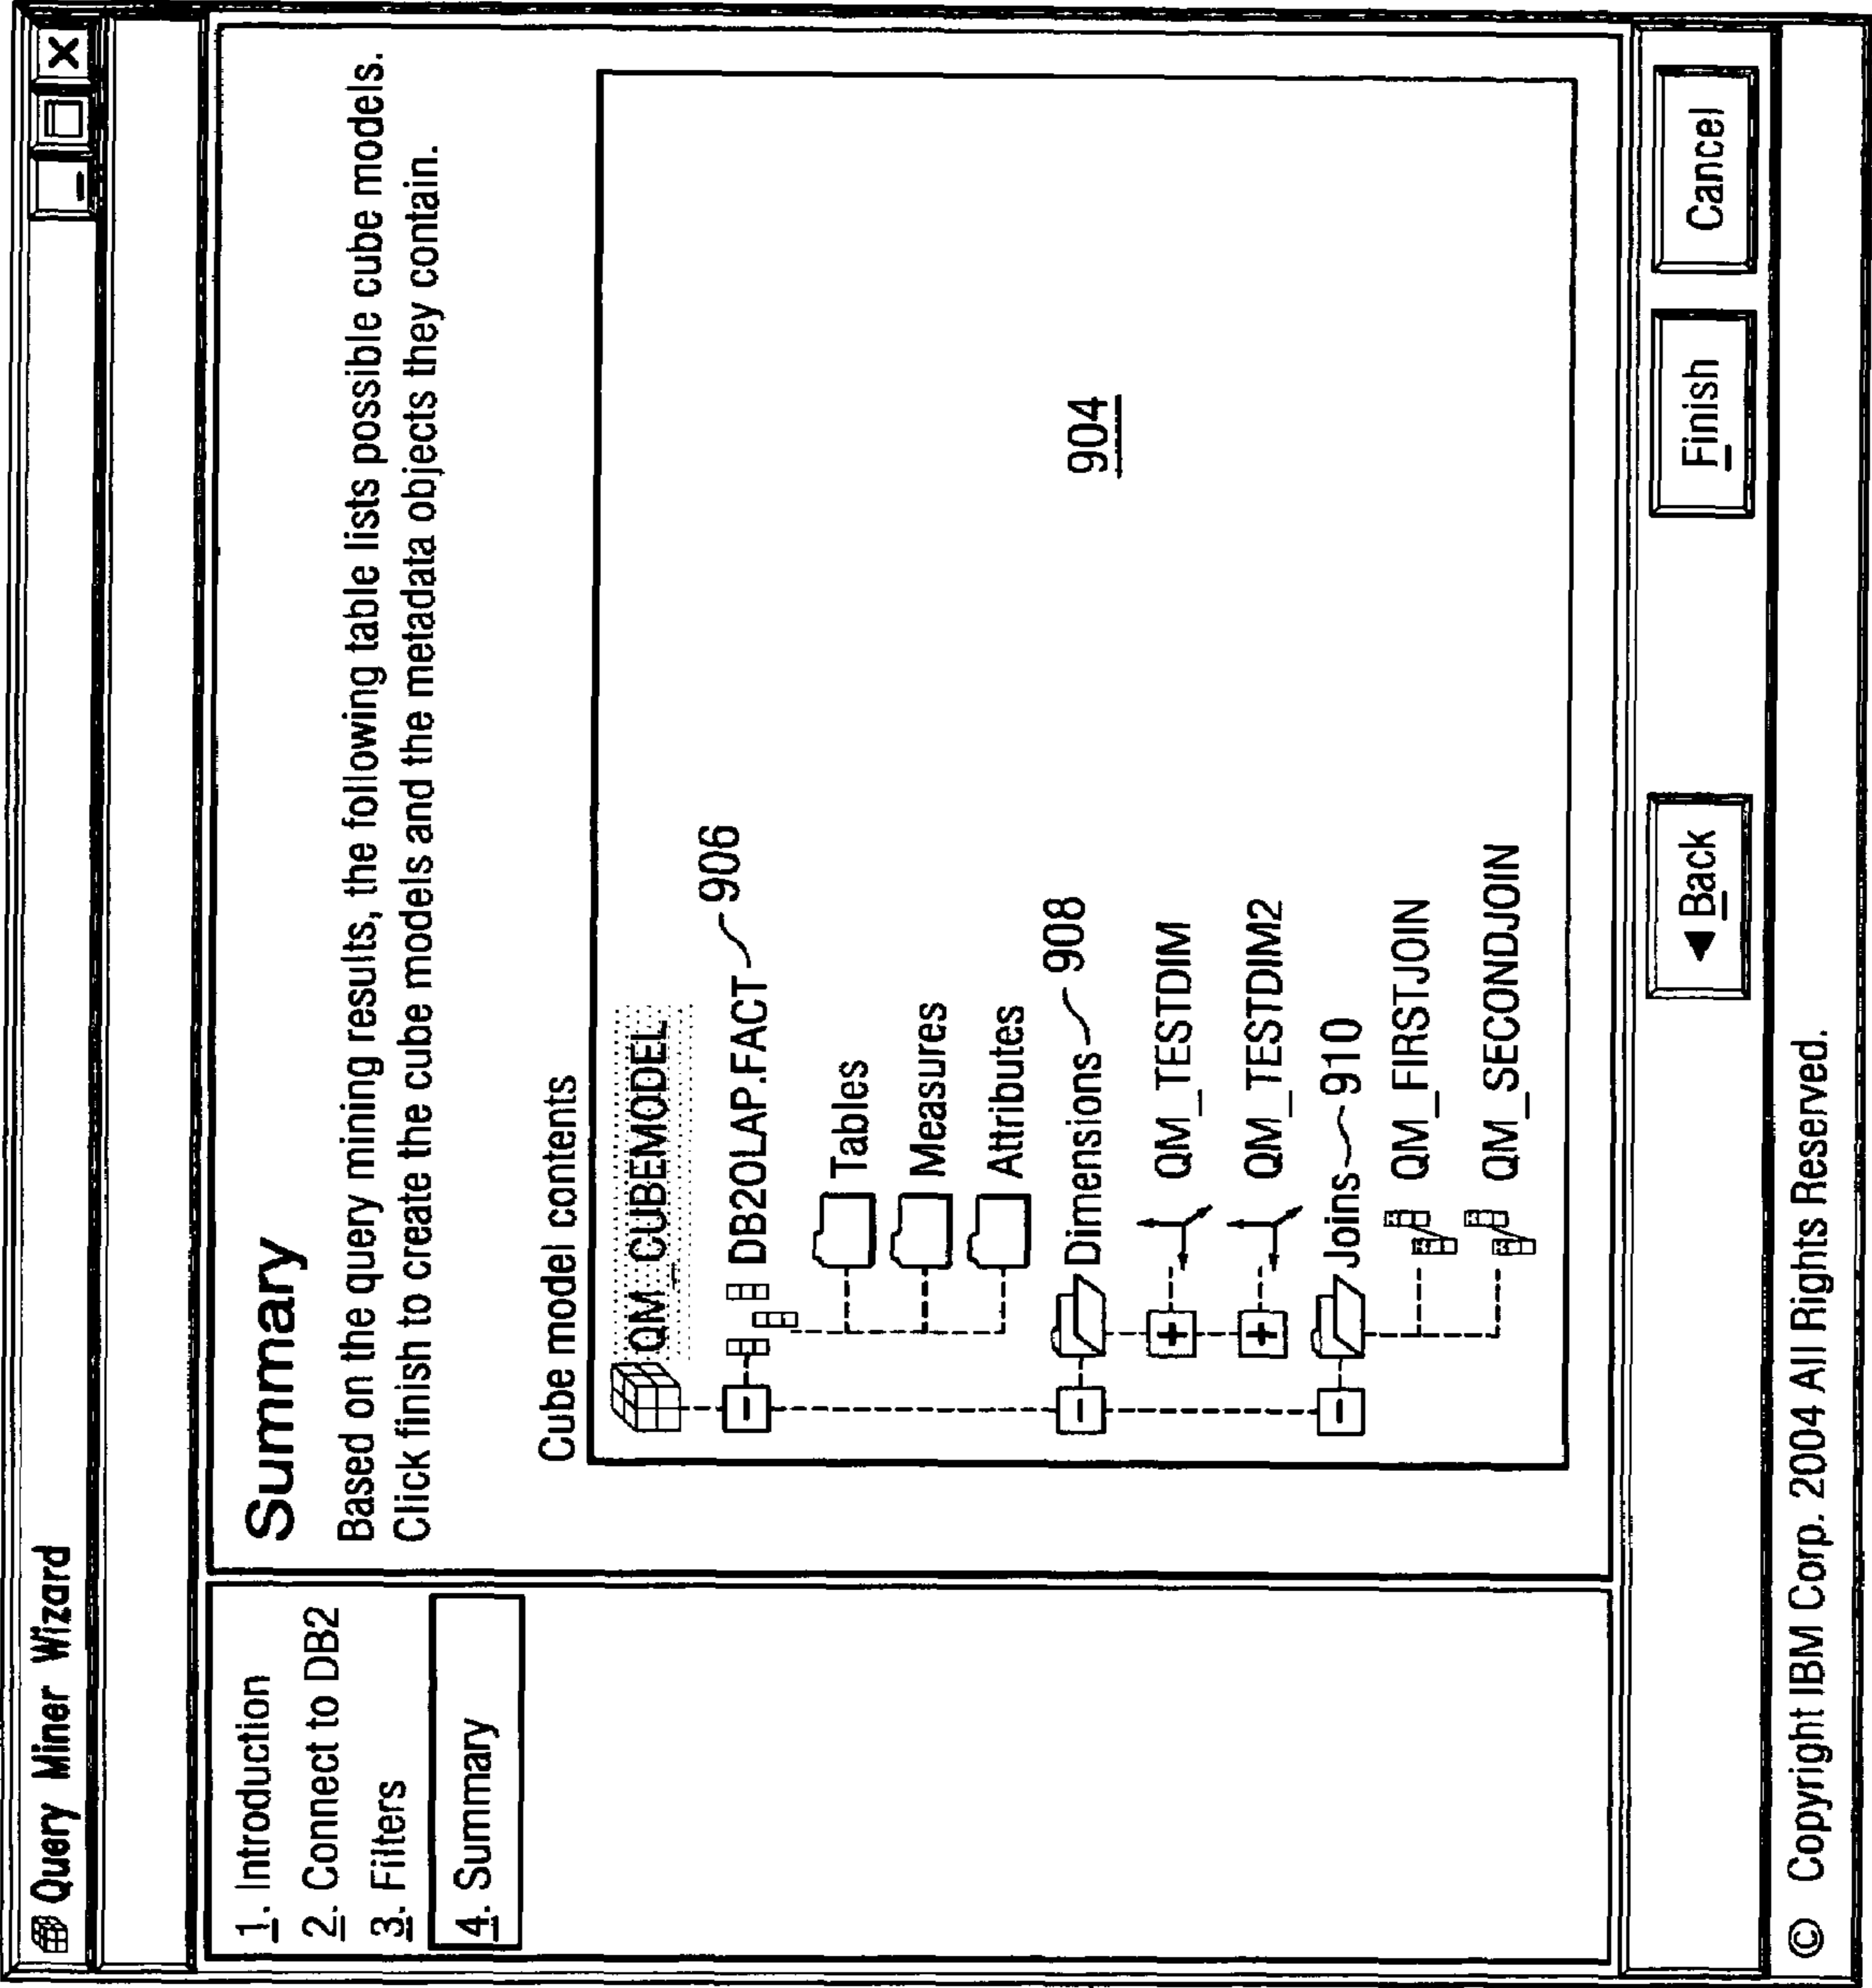 Query Miner Wizard
1. Introduction
2. Connect to DB2
3. Filters
4. Summary
Summary
Based on the query mining results, the following table lists possible cube models.
Click finish to create the cube models and the metadata objects they contain.
Cube model contents
QM_CUBEMODEL
DB2OLAP.FACT 906
Tables
Measures
Attributes
Dimensions 908
QM_TESTDIM
QM_TESTDIM2
Joins 910
QM_FIRSTJOIN
QM_SECONDJOIN
904
Back
Finish
Cancel
© Copyright IBM Corp. 2004 All Rights Reserved.